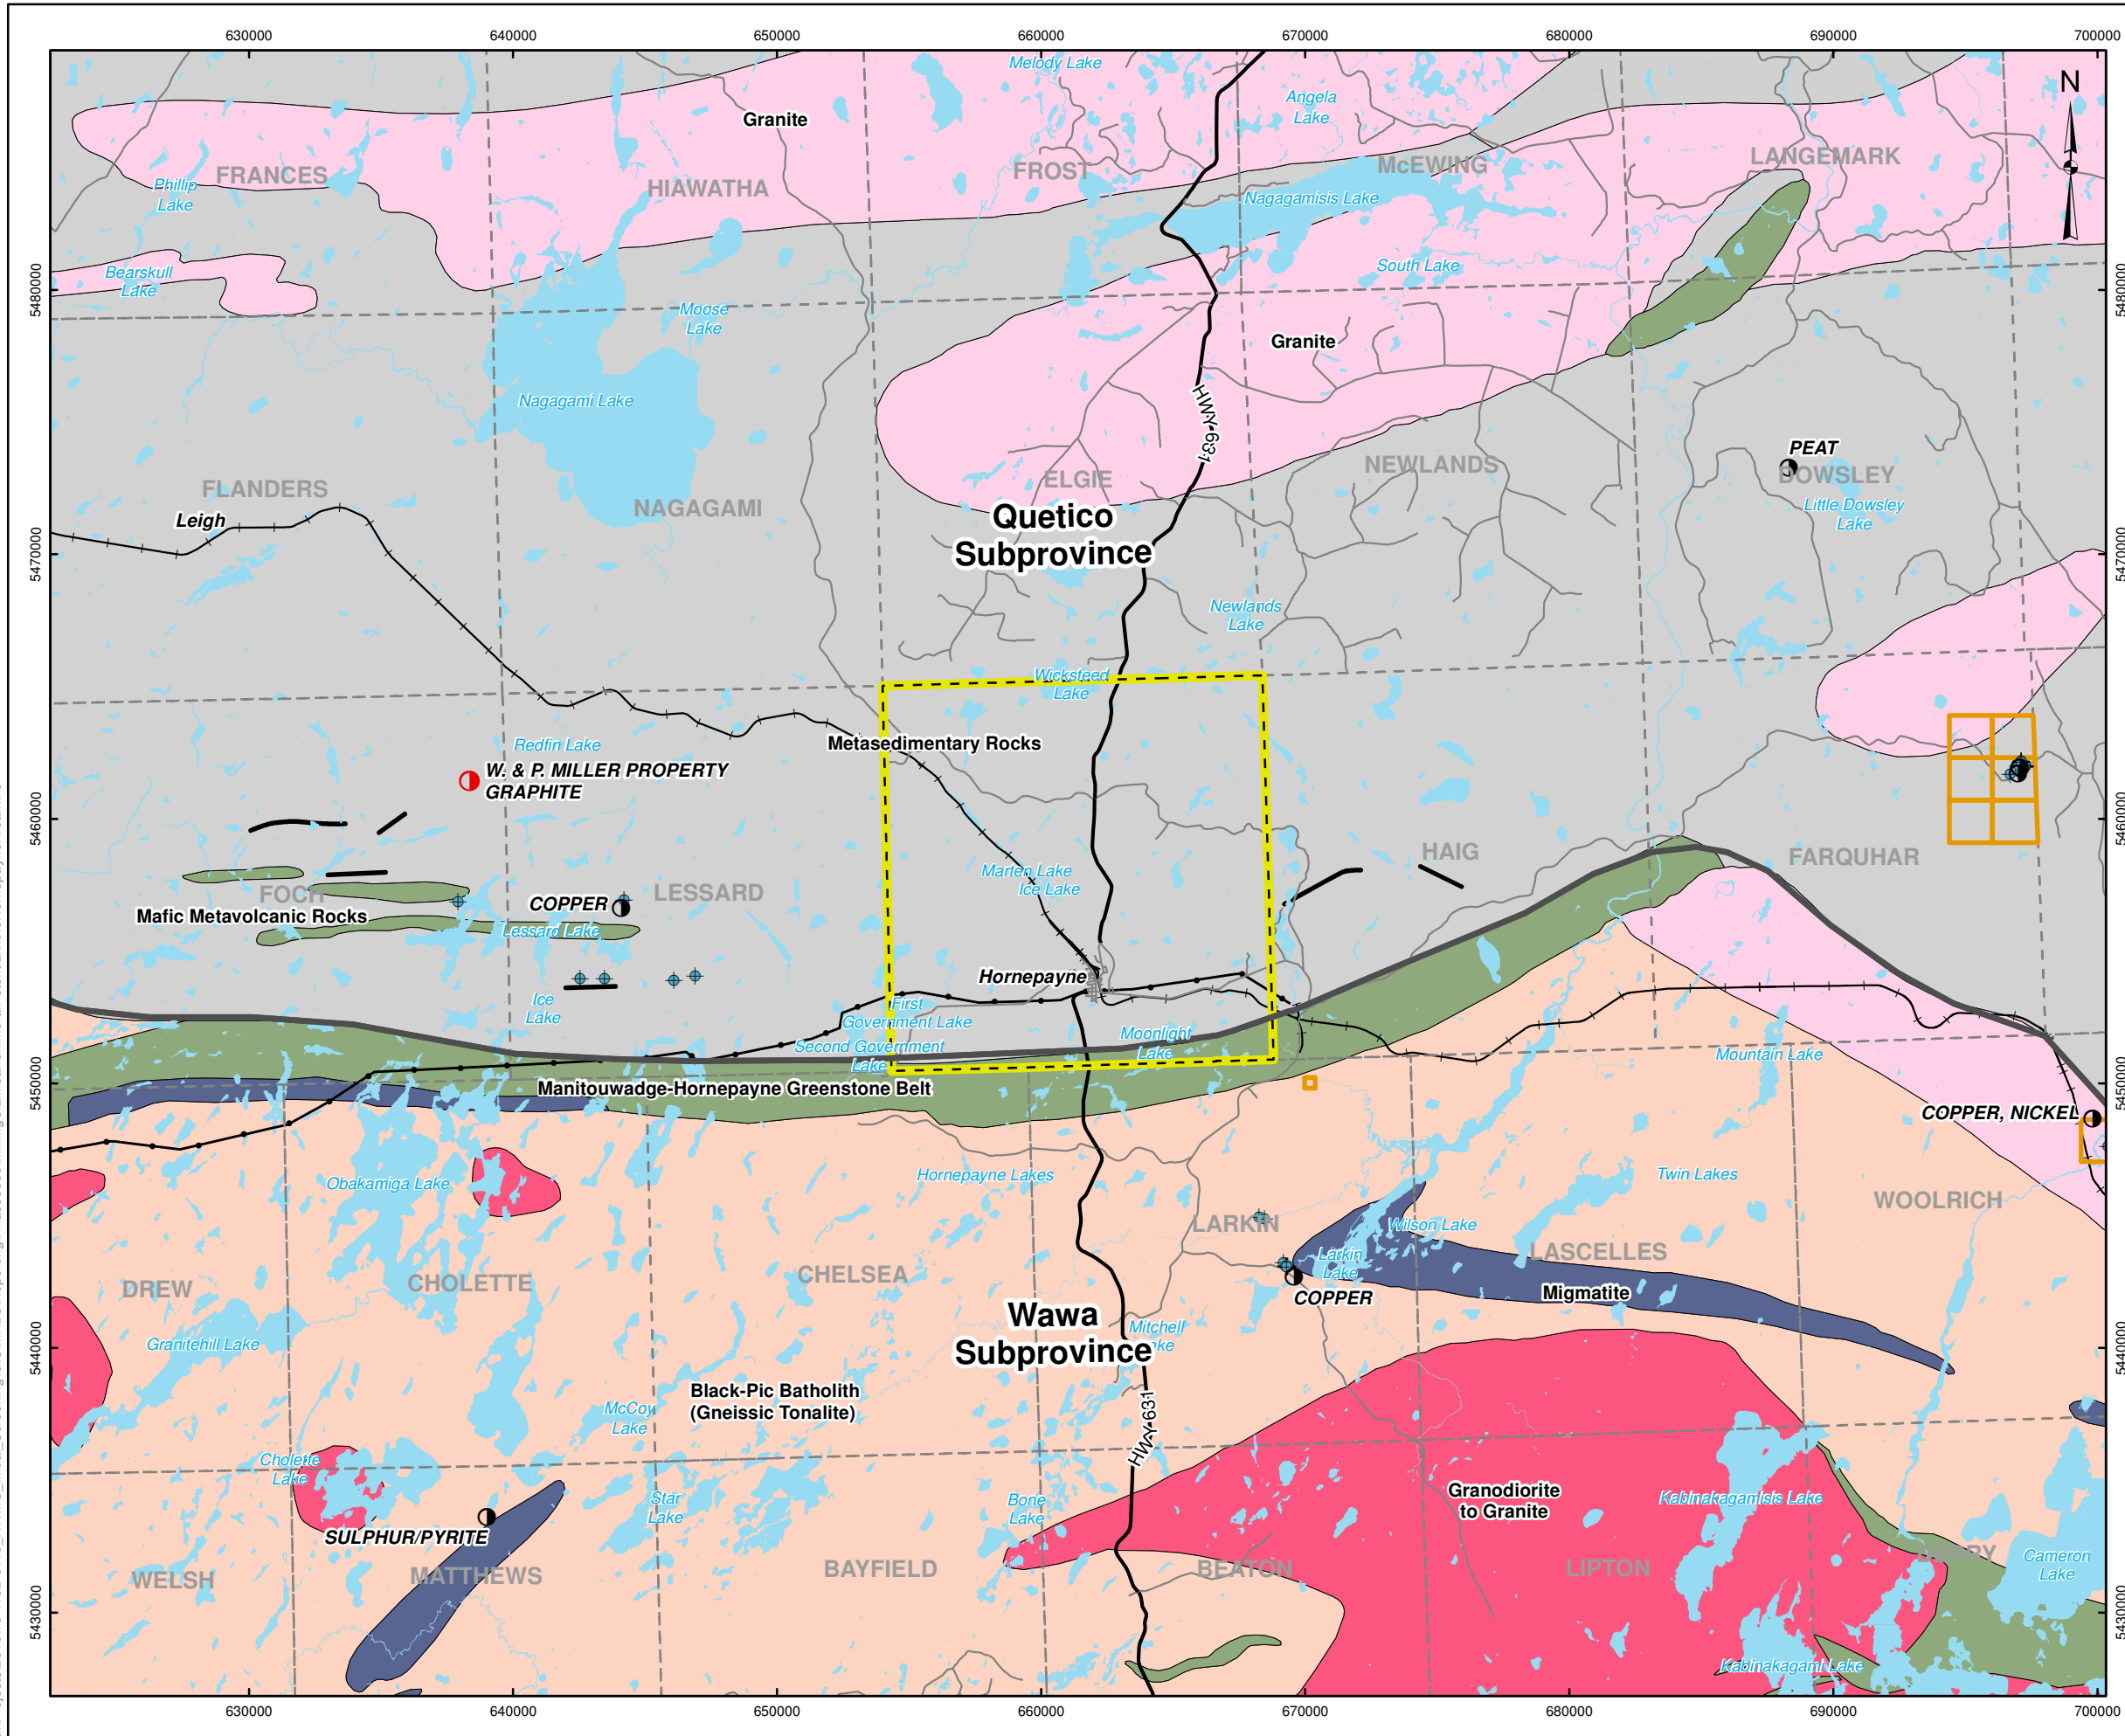 630000 640000 650000 660000 670000 680000 690000 700000
Melody Lake
N
Angela
Lake
Granite
LANGEMARK
McEWING
FROST
FRANCES
HIAWATHA
Phillip
Lake
Nagagamisis Lake
South Lake
Bearskull
Lake
5480000
5480000
Moose
Lake
Granite
Nagagami Lake
HWY 631
PEAT
NEWLANDS
DOWSLEY
ELGIE
FLANDERS
NAGAGAMI
Little Dowsley
Lake
Leigh
Quetico
Subprovince
5470000
5470000
Newlands
Lake
Wicksteed
Lake
Metasedimentary Rocks
Redfin Lake
W. & P. MILLER PROPERTY
GRAPHITE
5460000
5460000
HAIG
FARQUHAR
Marten Lake
Ice Lake
FOCH
LESSARD
COPPER
Mafic Metavolcanic Rocks
Lessard Lake
Hornepayne
Ice
Lake
First
Government Lake
Moonlight
Lake
Second Government
Lake
Mountain Lake
5450000
5450000
Manitouwadge-Hornepayne Greenstone Belt
COPPER, NICKEL
Hornepayne Lakes
Twin Lakes
Obakamiga Lake
WOOLRICH
LARKIN
Wilson Lake
LASCELLES
Larkin
Lake
CHELSEA
CHOLETTE
DREW
Migmatite
COPPER
Wawa
Subprovince
Mitchell
Lake
Granitehill Lake
5440000
5440000
Black-Pic Batholith
(Gneissic Tonalite)
McCoy
Lake
HWY 631
Cholette
Lake
Granodiorite
to Granite
Kabinakagamisis Lake
Star
Lake
Bone
Lake
SULPHUR/PYRITE
Cameron
Lake
BAYFIELD
BEATON
LIPTON
MATTHEWS
WELSH
5430000
5430000
Kabinakagami Lake
630000 640000 650000 660000 670000 680000 690000 700000